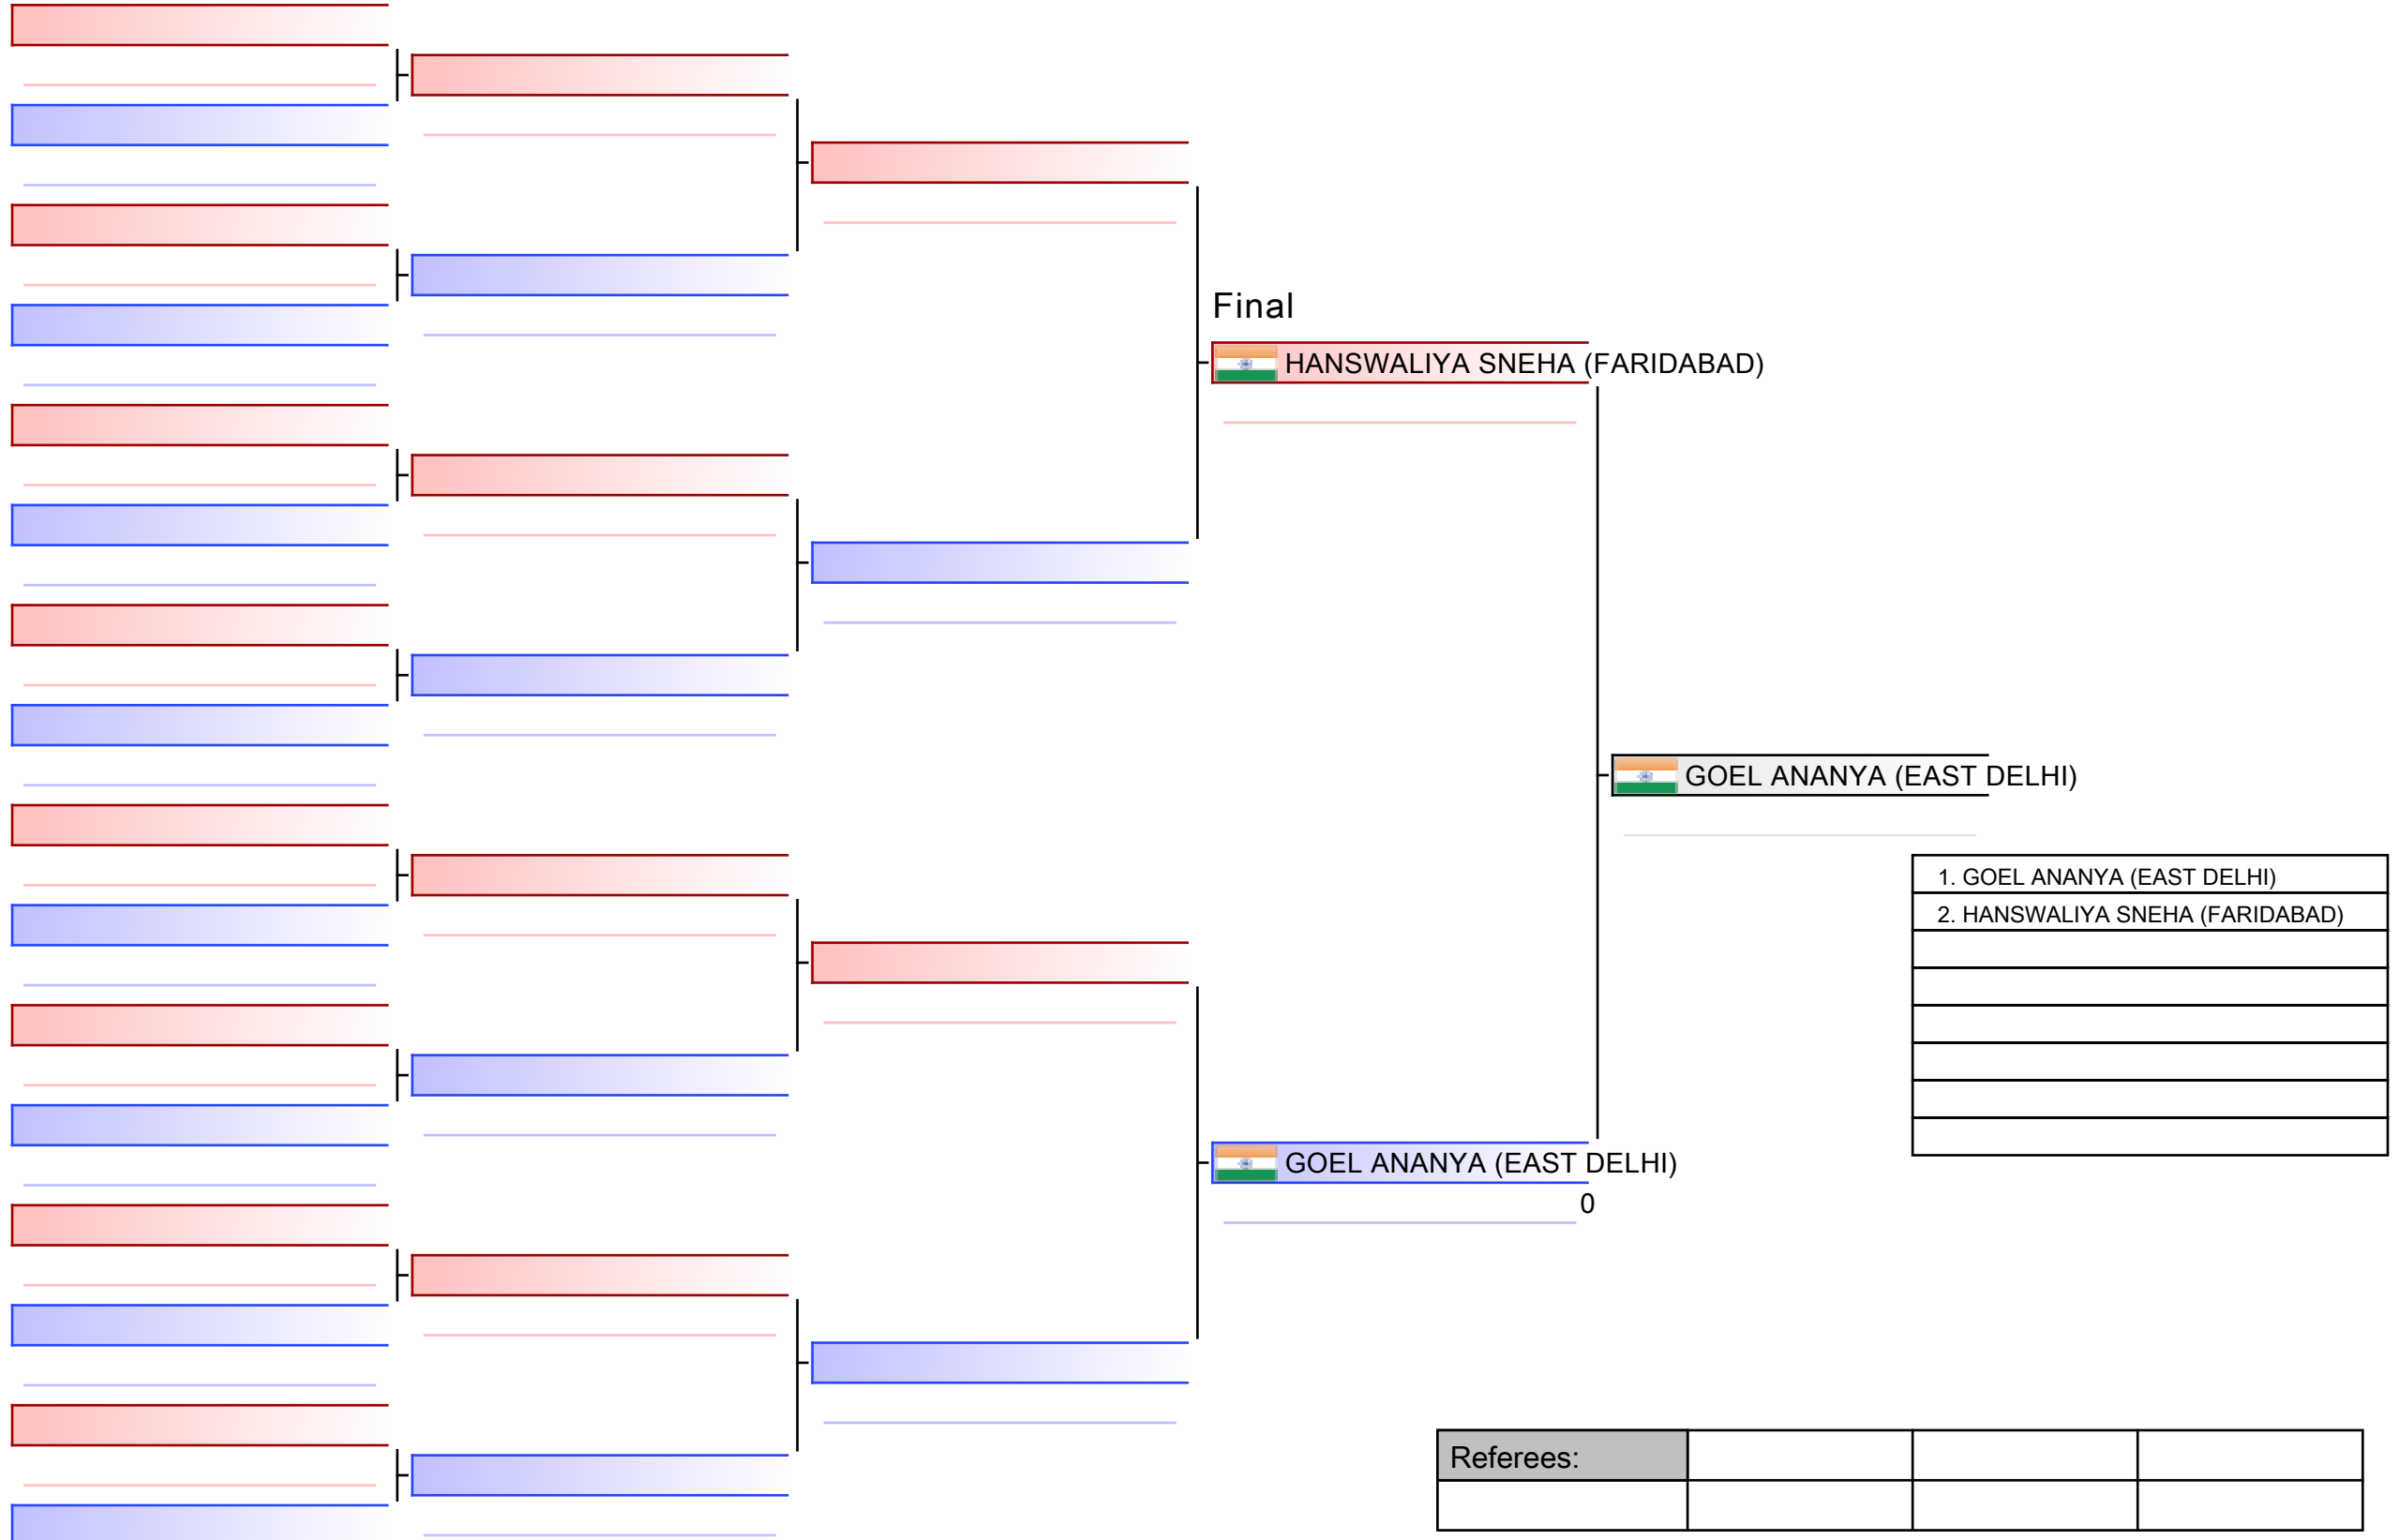 Final
HANSWALIYA SNEHA (FARIDABAD)
GOEL ANANYA (EAST DELHI)
1. GOEL ANANYA (EAST DELHI)
2. HANSWALIYA SNEHA (FARIDABAD)
GOEL ANANYA (EAST DELHI)
0
Referees: